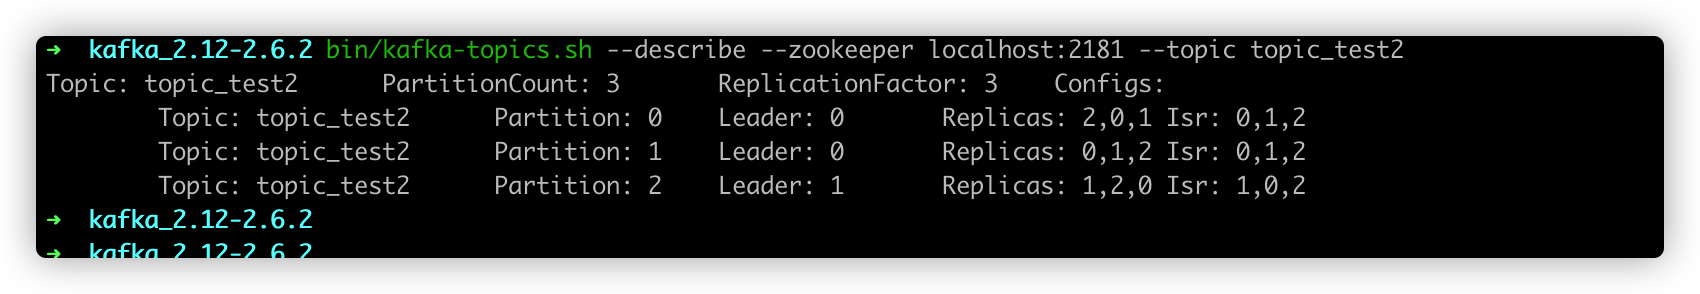 ➜  kafka_2.12-2.6.2 bin/kafka-topics.sh --describe --zookeeper localhost:2181 --topic topic_test2
Topic: topic_test2      PartitionCount: 3       ReplicationFactor: 3    Configs:
        Topic: topic_test2      Partition: 0    Leader: 0       Replicas: 2,0,1 Isr: 0,1,2
        Topic: topic_test2      Partition: 1    Leader: 0       Replicas: 0,1,2 Isr: 0,1,2
        Topic: topic_test2      Partition: 2    Leader: 1       Replicas: 1,2,0 Isr: 1,0,2
➜  kafka_2.12-2.6.2
➜  kafka_2.12-2.6.2